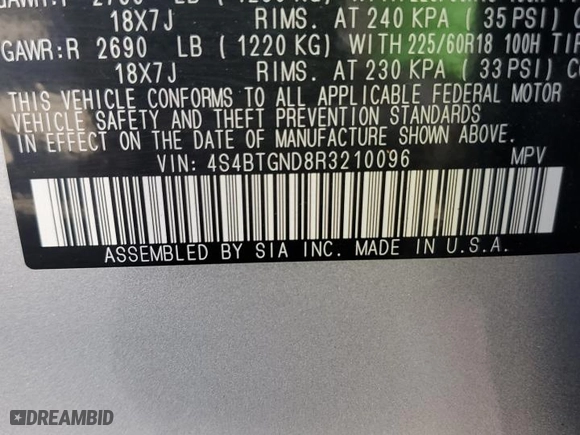 18X7J RIMS. AT 240 KPA ( 35 PSI) C
GAWR:R 2690 LB ( 1220 KG) WITH 225/60R18 100H TIR
18X7J RIMS. AT 230 KPA ( 33 PSI) CO
THIS VEHICLE CONFORMS TO ALL APPLICABLE FEDERAL MOTOR
VEHICLE SAFETY AND THEFT PREVENTION STANDARDS
IN EFFECT ON THE DATE OF MANUFACTURE SHOWN ABOVE.
VIN: 4S4BTGND8R3210096 MPV
ASSEMBLED BY SIA INC. MADE IN U.S.A.
DREAMBID